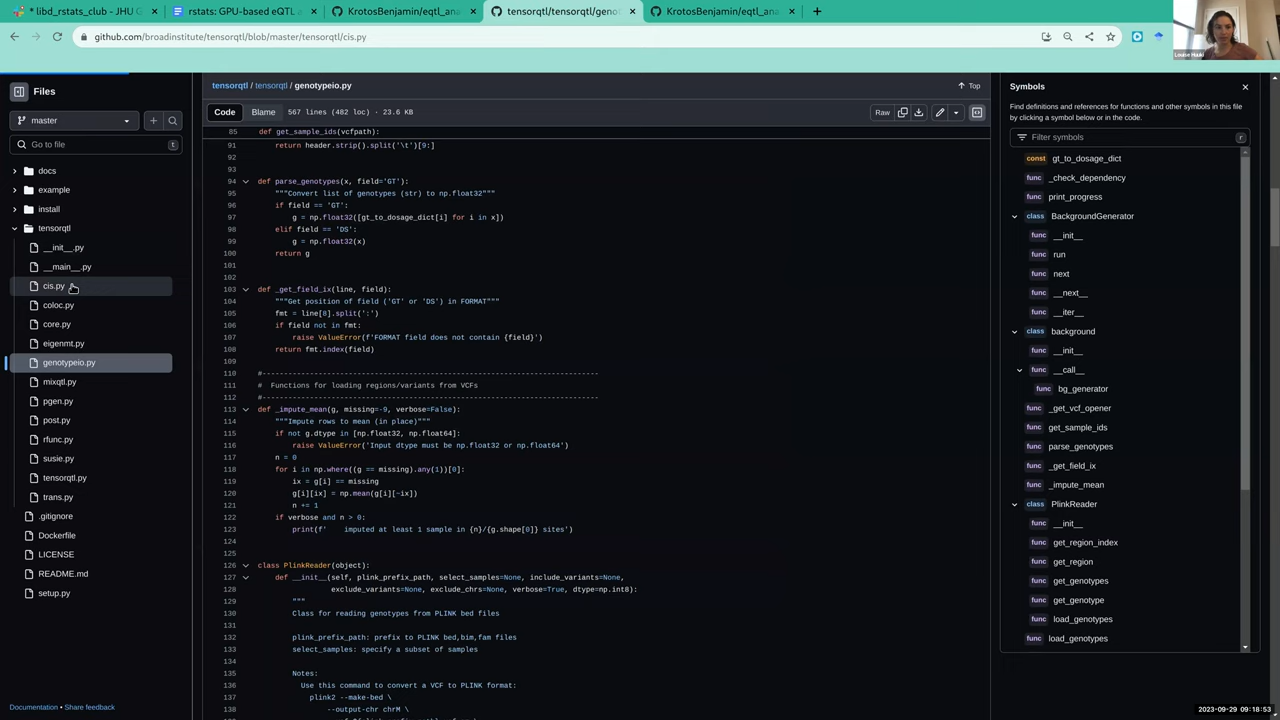 * libd_rstats_club - JHU G
rstats: GPU-based eQTL
KrotosBenjamin/eqtl_ana
tensorqtl/tensorqtl/genot
KrotosBenjamin/eqtl_ana
github.com/broadinstitute/tensorqtl/blob/master/tensorqtl/cis.py
Files
master
Go to file
t
docs
example
install
tensorqtl
__init__.py
__main__.py
cis.py
coloc.py
core.py
eigenmt.py
genotypeio.py
mixqtl.py
pgen.py
post.py
rfunc.py
susie.py
tensorqtl.py
trans.py
.gitignore
Dockerfile
LICENSE
README.md
setup.py
Documentation • Share feedback
tensorqtl / tensorqtl / genotypeio.py
Top
Code
Blame
567 lines (482 loc) · 23.6 KB
Raw
85 def get_sample_ids(vcfpath):
91 return header.strip().split('\t')[9:]
92
93
94 def parse_genotypes(x, field='GT'):
95 """Convert list of genotypes (str) to np.float32"""
96 if field == 'GT':
97 g = np.float32([gt_to_dosage_dict[i] for i in x])
98 elif field == 'DS':
99 g = np.float32(x)
100 return g
101
102
103 def _get_field_ix(line, field):
104 """Get position of field ('GT' or 'DS') in FORMAT"""
105 fmt = line[8].split(':')
106 if field not in fmt:
107 raise ValueError(f'FORMAT field does not contain {field}')
108 return fmt.index(field)
109
110 #------------------------------------------------------------------------------
111 # Functions for loading regions/variants from VCFs
112 #------------------------------------------------------------------------------
113 def _impute_mean(g, missing=-9, verbose=False):
114 """Impute rows to mean (in place)"""
115 if not g.dtype in [np.float32, np.float64]:
116 raise ValueError('Input dtype must be np.float32 or np.float64')
117 n = 0
118 for i in np.where((g == missing).any(1))[0]:
119 ix = g[i] == missing
120 g[i][ix] = np.mean(g[i][~ix])
121 n += 1
122 if verbose and n > 0:
123 print(f'    imputed at least 1 sample in {n}/{g.shape[0]} sites')
124
125
126 class PlinkReader(object):
127 def __init__(self, plink_prefix_path, select_samples=None, include_variants=None,
128 exclude_variants=None, exclude_chrs=None, verbose=True, dtype=np.int8):
129 """
130 Class for reading genotypes from PLINK bed files
131
132 plink_prefix_path: prefix to PLINK bed,bim,fam files
133 select_samples: specify a subset of samples
134
135 Notes:
136 Use this command to convert a VCF to PLINK format:
137 plink2 --make-bed \
138 --output-chr chrM \
Symbols
Find definitions and references for functions and other symbols in this file
by clicking a symbol below or in the code.
Filter symbols
r
const gt_to_dosage_dict
func _check_dependency
func print_progress
class BackgroundGenerator
func __init__
func run
func next
func __next__
func __iter__
class background
func __init__
func __call__
func bg_generator
func _get_vcf_opener
func get_sample_ids
func parse_genotypes
func _get_field_ix
func _impute_mean
class PlinkReader
func __init__
func get_region_index
func get_region
func get_genotypes
func get_genotype
func load_genotypes
func load_genotypes
2023-09-29 09:18:53